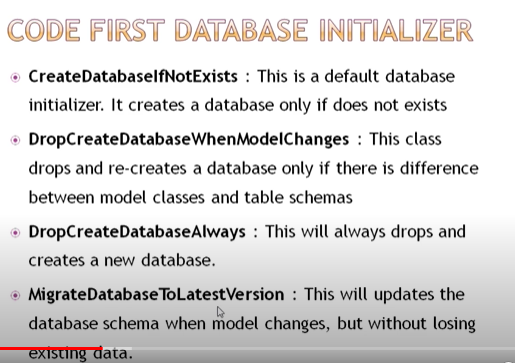 CODE FIRST DATABASE INITIALIZER
CreateDatabaseIfNotExists : This is a default database
initializer. It creates a database only if does not exists
DropCreateDatabaseWhenModelChanges : This class
drops and re-creates a database only if there is difference
between model classes and table schemas
DropCreateDatabaseAlways : This will always drops and
creates a new database.
MigrateDatabaseToLatestVersion : This will updates the
database schema when model changes, but without losing
existing data.